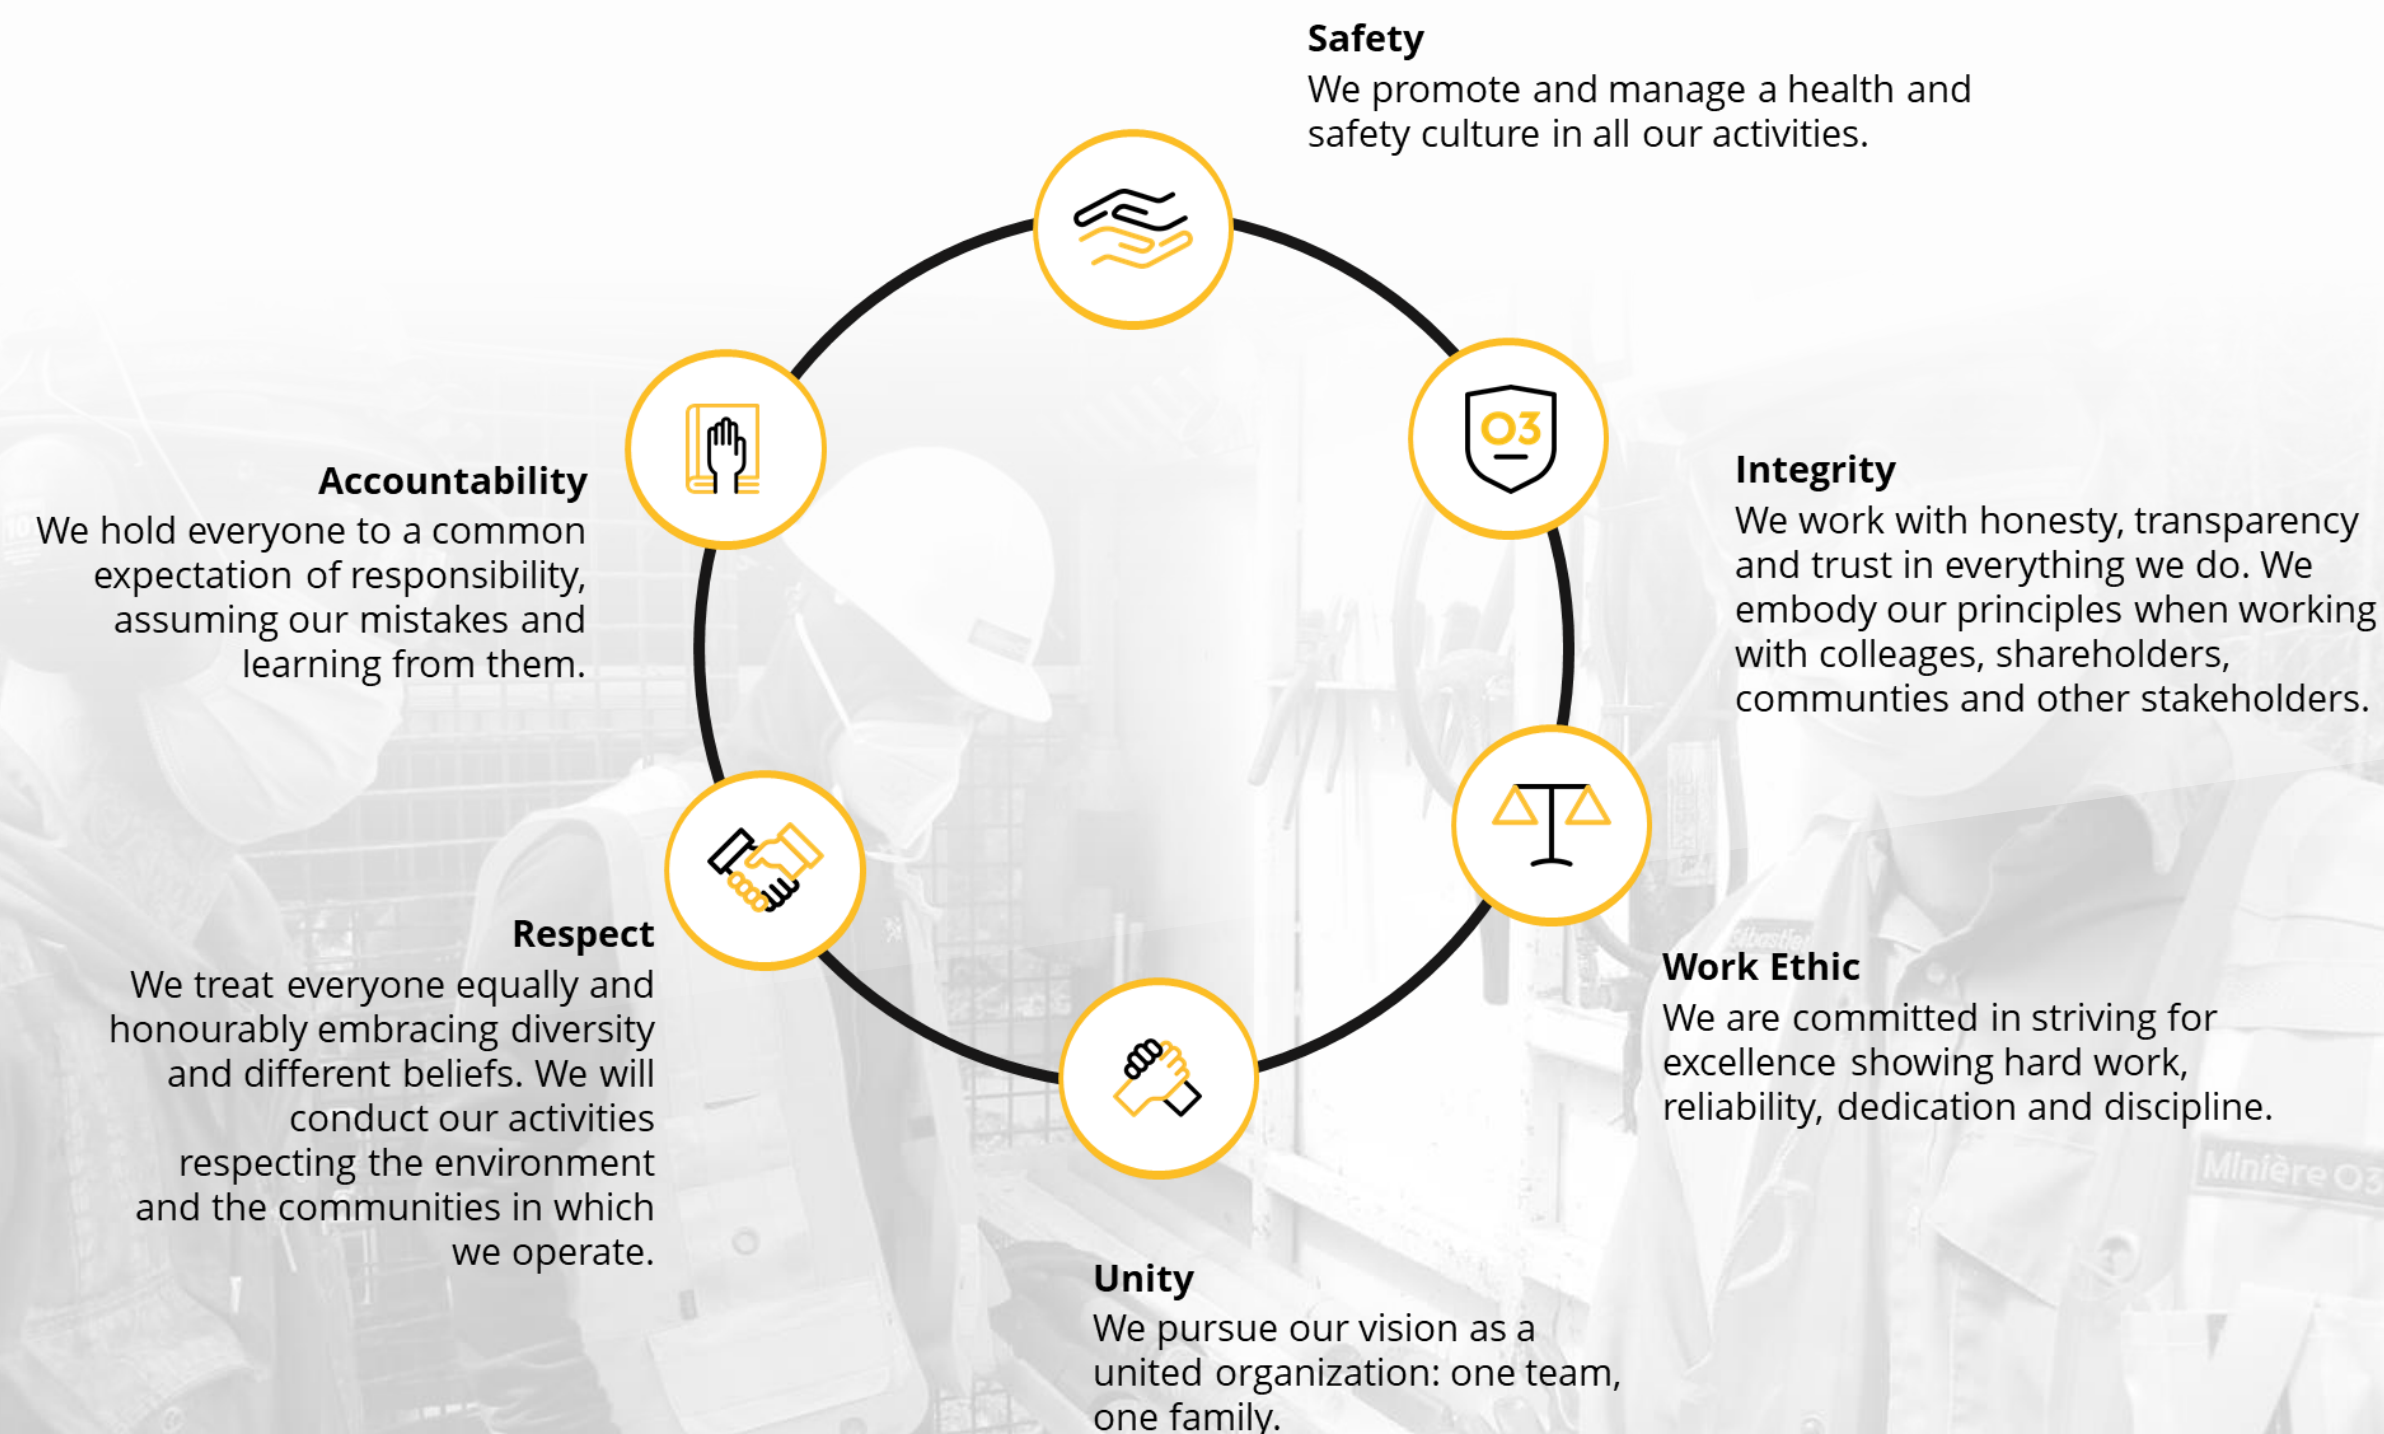 Safety
We promote and manage a health and
safety culture in all our activities.
O3
Integrity
We work with honesty, transparency
and trust in everything we do. We
embody our principles when working
with colleages, shareholders,
communties and other stakeholders.
Work Ethic
We are committed in striving for
excellence showing hard work,
reliability, dedication and discipline.
Minière O3
Unity
We pursue our vision as a
united organization: one team,
one family.
Respect
We treat everyone equally and
honourably embracing diversity
and different beliefs. We will
conduct our activities
respecting the environment
and the communities in which
we operate.
Accountability
We hold everyone to a common
expectation of responsibility,
assuming our mistakes and
learning from them.